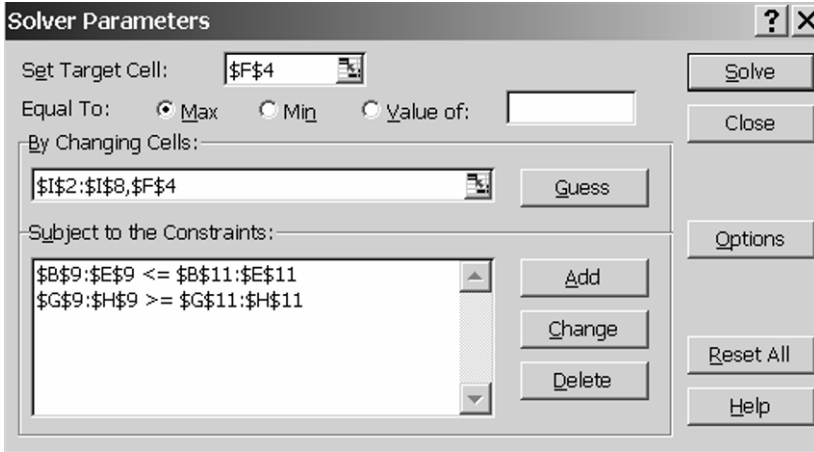 Solver Parameters
? X
Set Target Cell: $F$4
Solve
Equal To: Max Min Value of:
Close
By Changing Cells:
$I$2:$I$8,$F$4
Guess
Subject to the Constraints:
Options
$B$9:$E$9 <= $B$11:$E$11
$G$9:$H$9 >= $G$11:$H$11
Add
Change
Reset All
Delete
Help